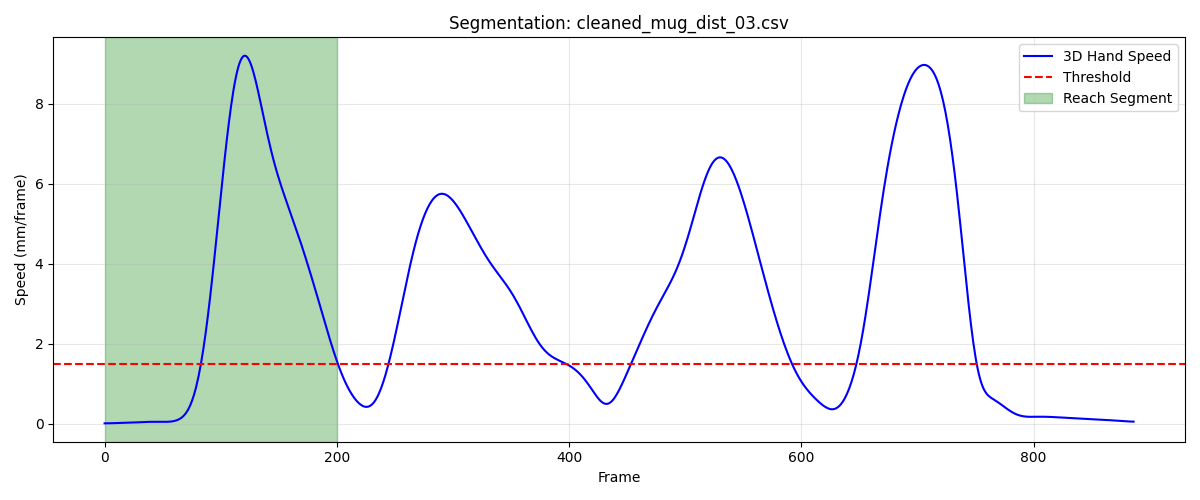 Segmentation: cleaned_mug_dist_03.csv
3D Hand Speed
Threshold
Reach Segment
Speed (mm/frame)
8
6
4
2
0
0 200 400 600 800
Frame